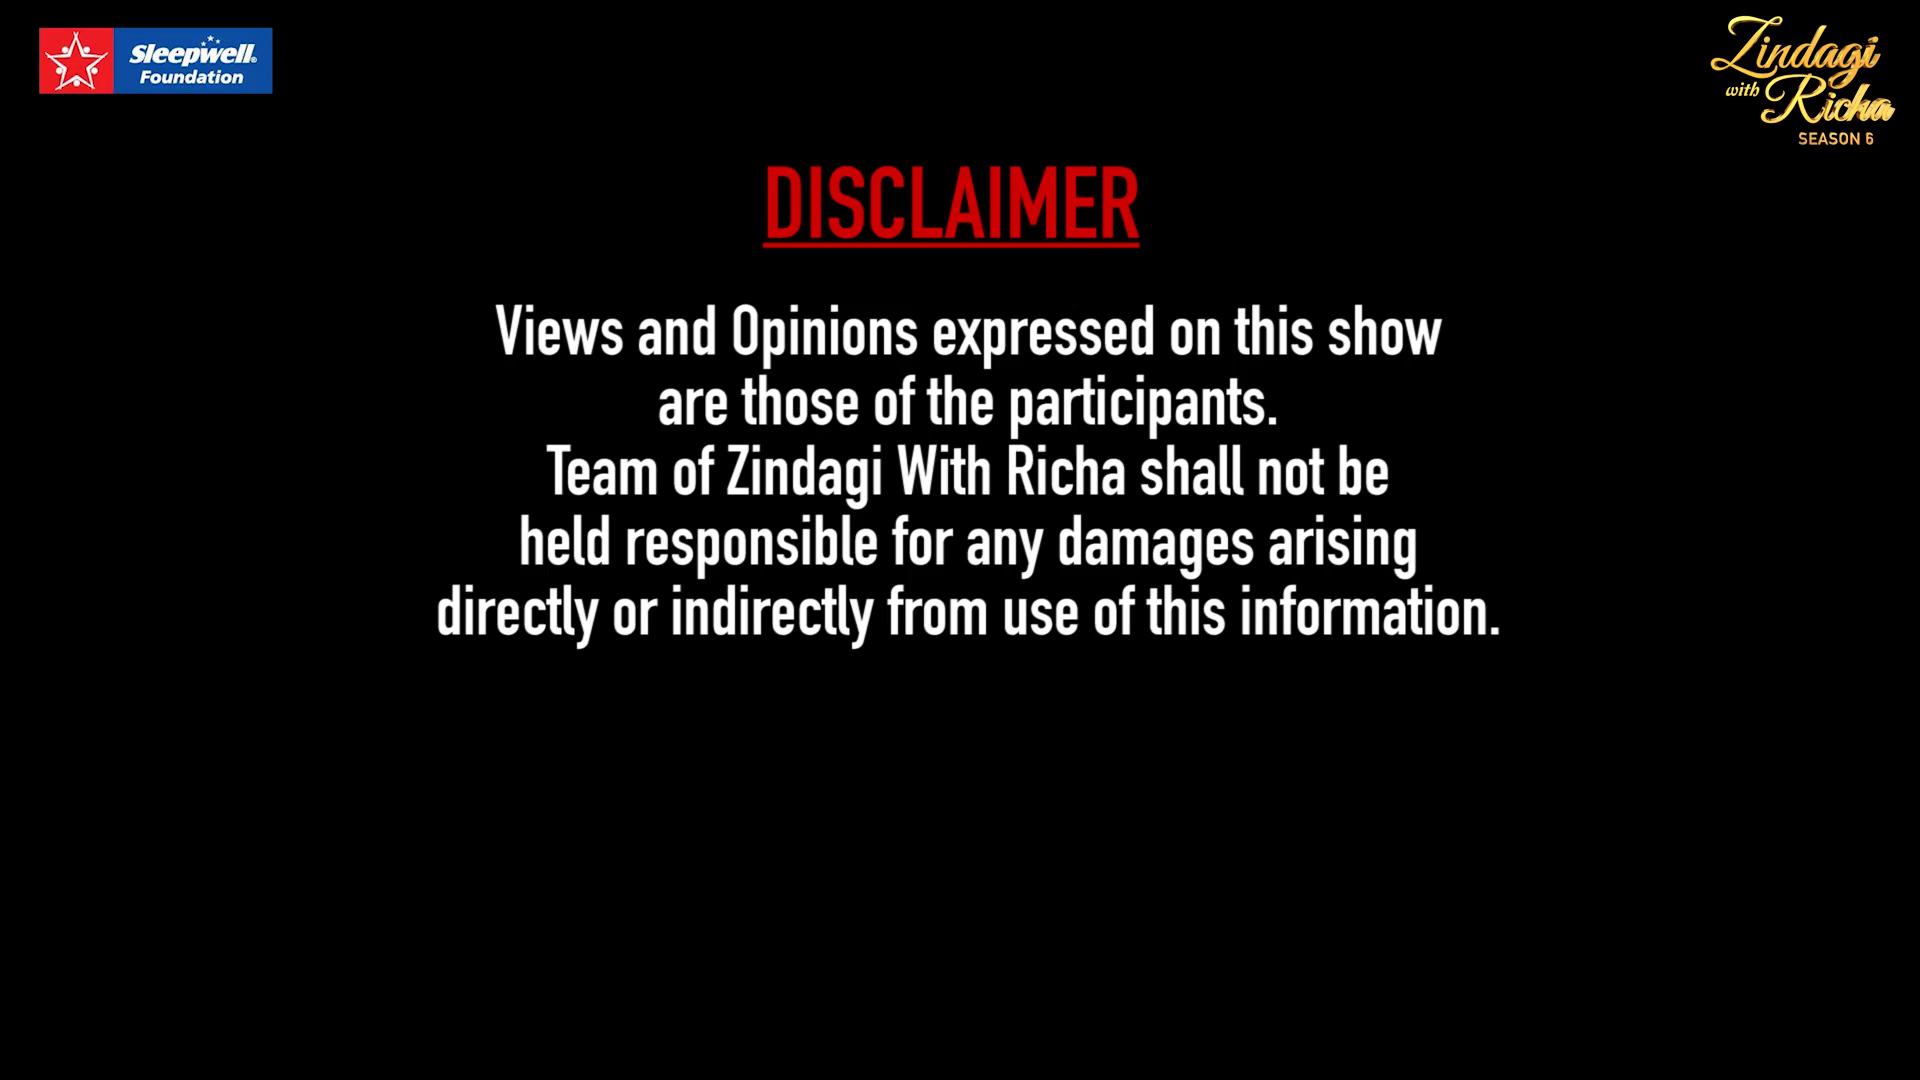 Sleepwell®
Foundation
Zindagi
with Richa
SEASON 6
DISCLAIMER
Views and Opinions expressed on this show
are those of the participants.
Team of Zindagi With Richa shall not be
held responsible for any damages arising
directly or indirectly from use of this information.